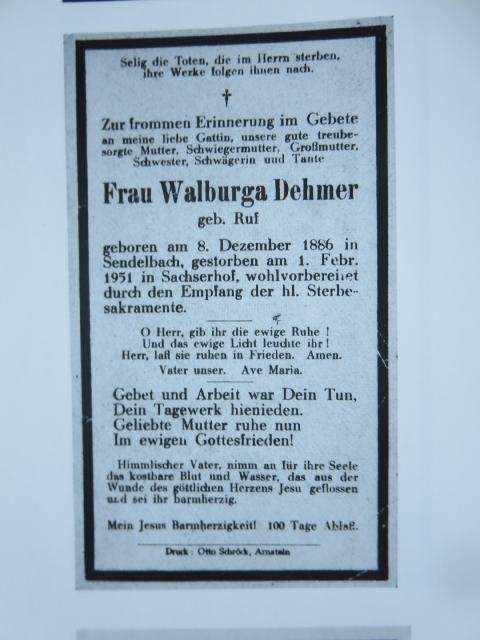 Selig die Toten, die im Herrn sterben,
ihre Werke folgen ihnen nach.
†
Zur frommen Erinnerung im Gebete
an meine liebe Gattin, unsere gute treube-
sorgte Mutter, Schwiegermutter, Großmutter,
Schwester, Schwägerin und Tante
Frau Walburga Dehmer
geb. Ruf
geboren am 8. Dezember 1886 in
Sendelbach, gestorben am 1. Febr.
1951 in Sachserhof, wohlvorbereitet
durch den Empfang der hl. Sterbe-
sakramente.
O Herr, gib ihr die ewige Ruhe !
Und das ewige Licht leuchte ihr !
Herr, laß sie ruhen in Frieden. Amen.
Vater unser. Ave Maria.
Gebet und Arbeit war Dein Tun,
Dein Tagewerk hienieden.
Geliebte Mutter ruhe nun
Im ewigen Gottesfrieden!
Himmlischer Vater, nimm an für ihre Seele
das kostbare Blut und Wasser, das aus der
Wunde des göttlichen Herzens Jesu geflossen
und sei ihr barmherzig.
Mein Jesus Barmherzigkeit! 100 Tage Ablaß.
Druck: Otto Schröck, Arnstein